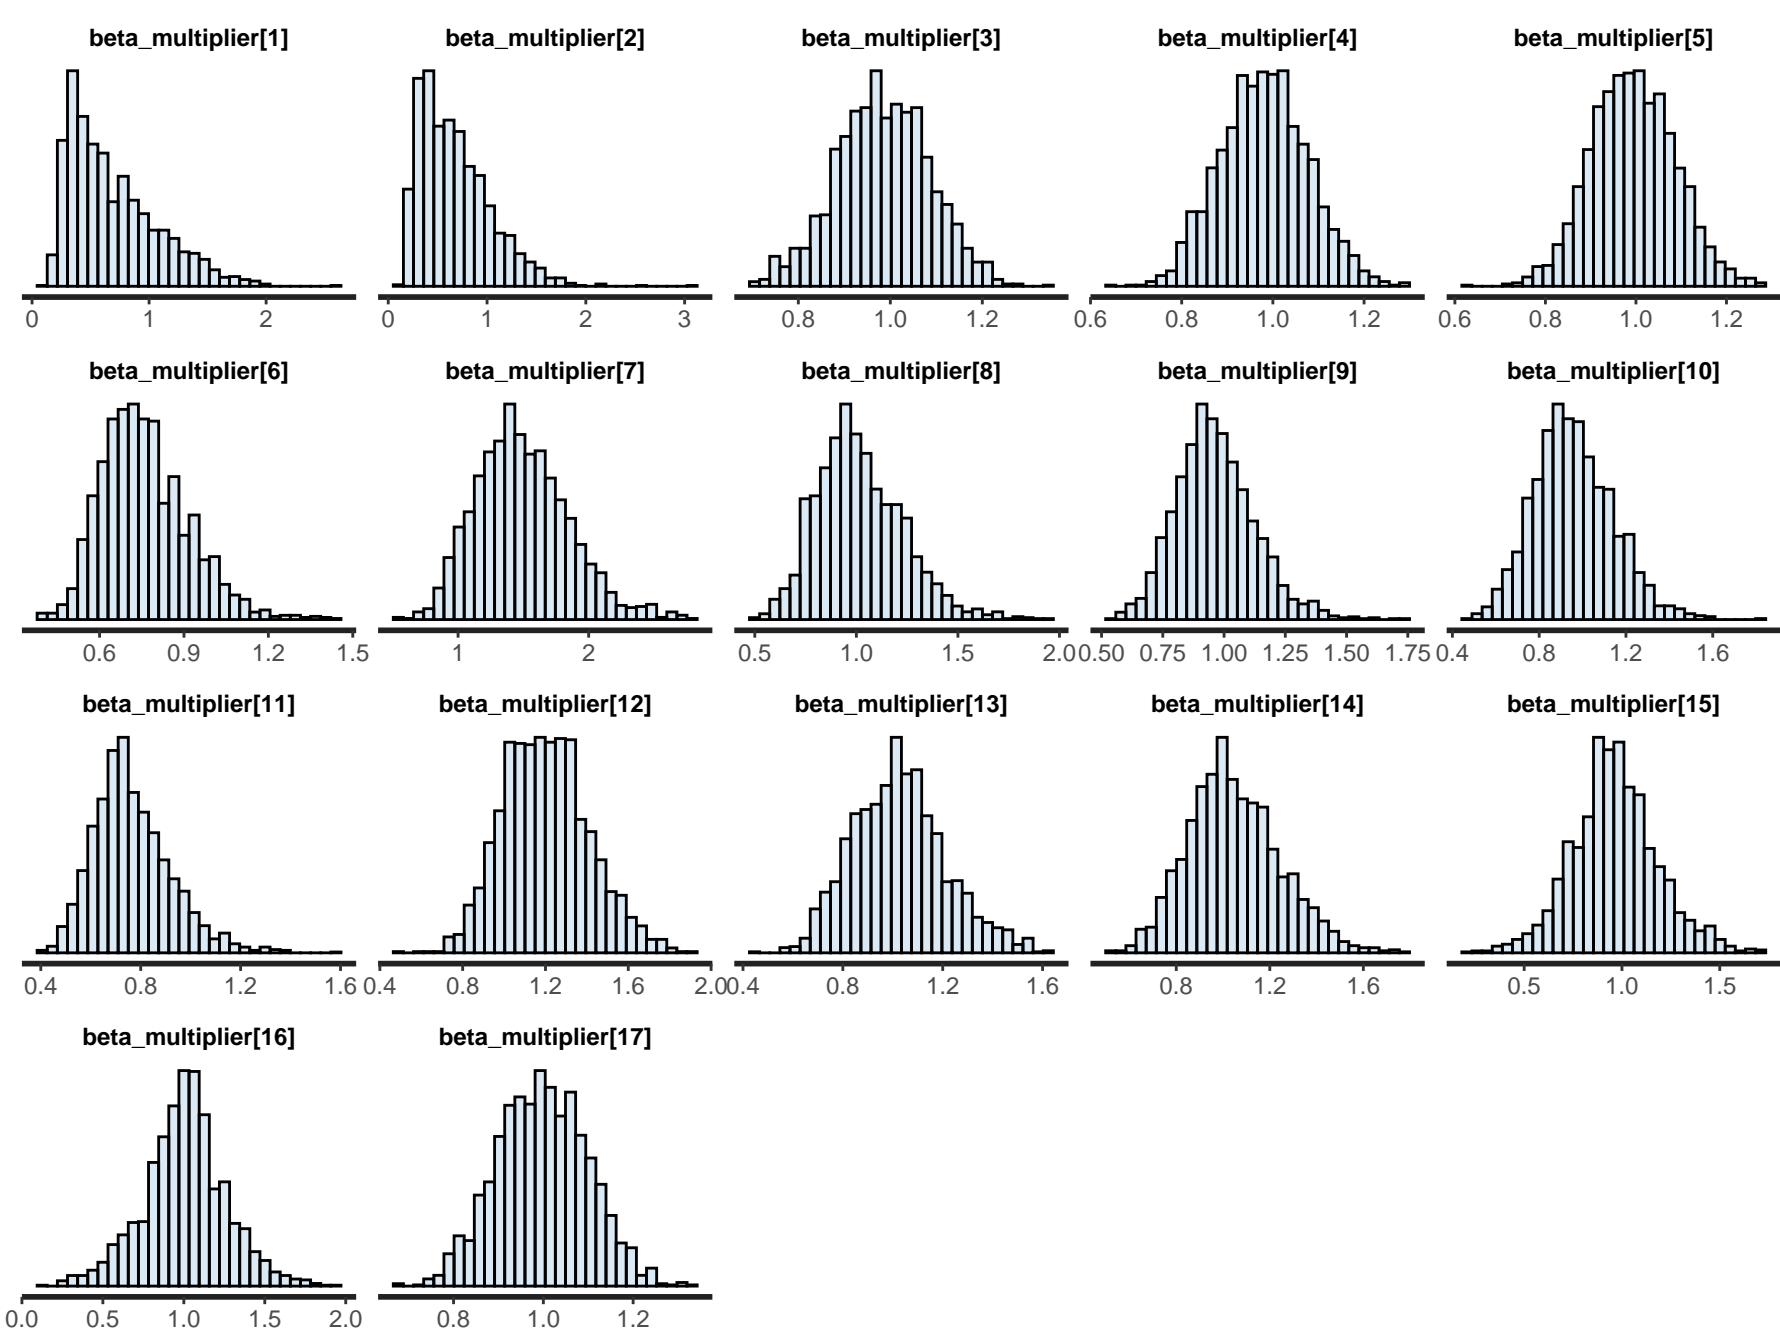 beta_multiplier[1] beta_multiplier[2] beta_multiplier[3] beta_multiplier[4] beta_multiplier[5]
0 1 2 0 1 2 3 0.8 1.0 1.2 0.6 0.8 1.0 1.2 0.6 0.8 1.0 1.2
beta_multiplier[6] beta_multiplier[7] beta_multiplier[8] beta_multiplier[9] beta_multiplier[10]
0.6 0.9 1.2 1.5 1 2 0.5 1.0 1.5 2.0 0.50 0.75 1.00 1.25 1.50 1.75 0.4 0.8 1.2 1.6
beta_multiplier[11] beta_multiplier[12] beta_multiplier[13] beta_multiplier[14] beta_multiplier[15]
0.4 0.8 1.2 1.6 0.4 0.8 1.2 1.6 2.0 0.4 0.8 1.2 1.6 0.8 1.2 1.6 0.5 1.0 1.5
beta_multiplier[16] beta_multiplier[17]
0.0 0.5 1.0 1.5 2.0 0.8 1.0 1.2